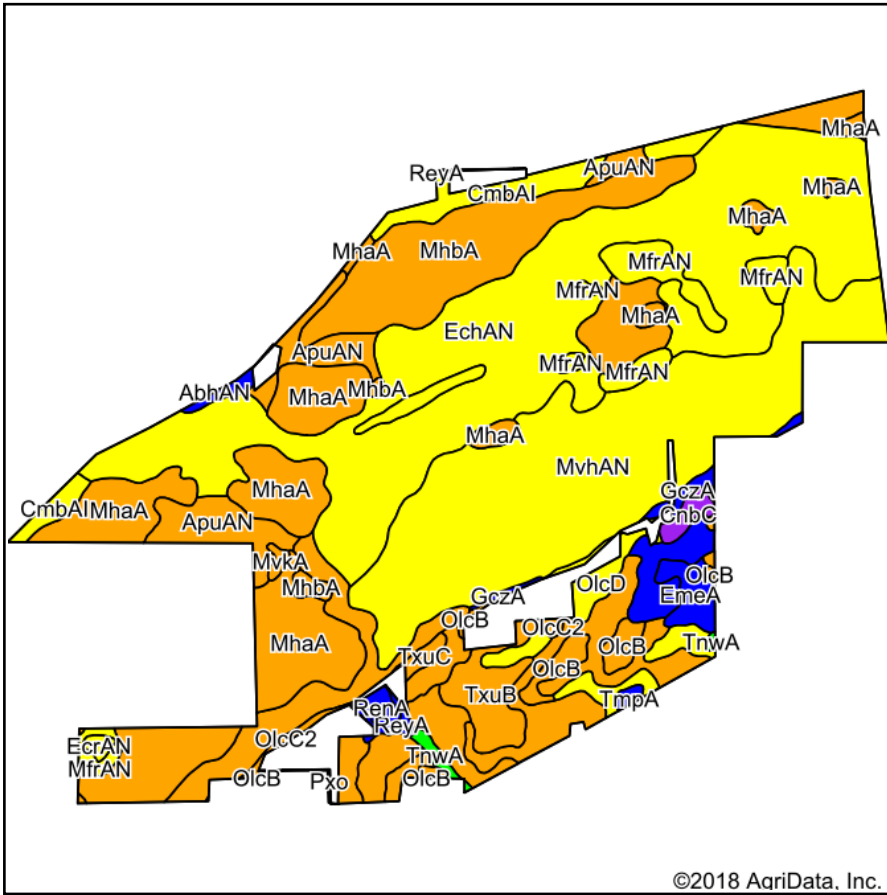 MhaA
ApuAN
ReyA
CmbAI
MhaA
MhaA
MhaA
MhbA
MfrAN
MfrAN
MfrAN
MhaA
EchAN
ApuAN
MfrAN
MfrAN
AbhAN
MhaA
MhbA
MhaA
MvhAN
MhaA
GczA
CmbAI
MhaA
ApuAN
CnbC
MvkA
OlcB
MhbA
OlcD
EmeA
GczA
OlcB
OlcC2
MhaA
OlcB
TnwA
TxuC
OlcB
TxuB
TmpA
RenA
ReyA
OlcC2
EcrAN
TnwA
MfrAN
OlcB
Pxo
OlcB
©2018 AgriData, Inc.